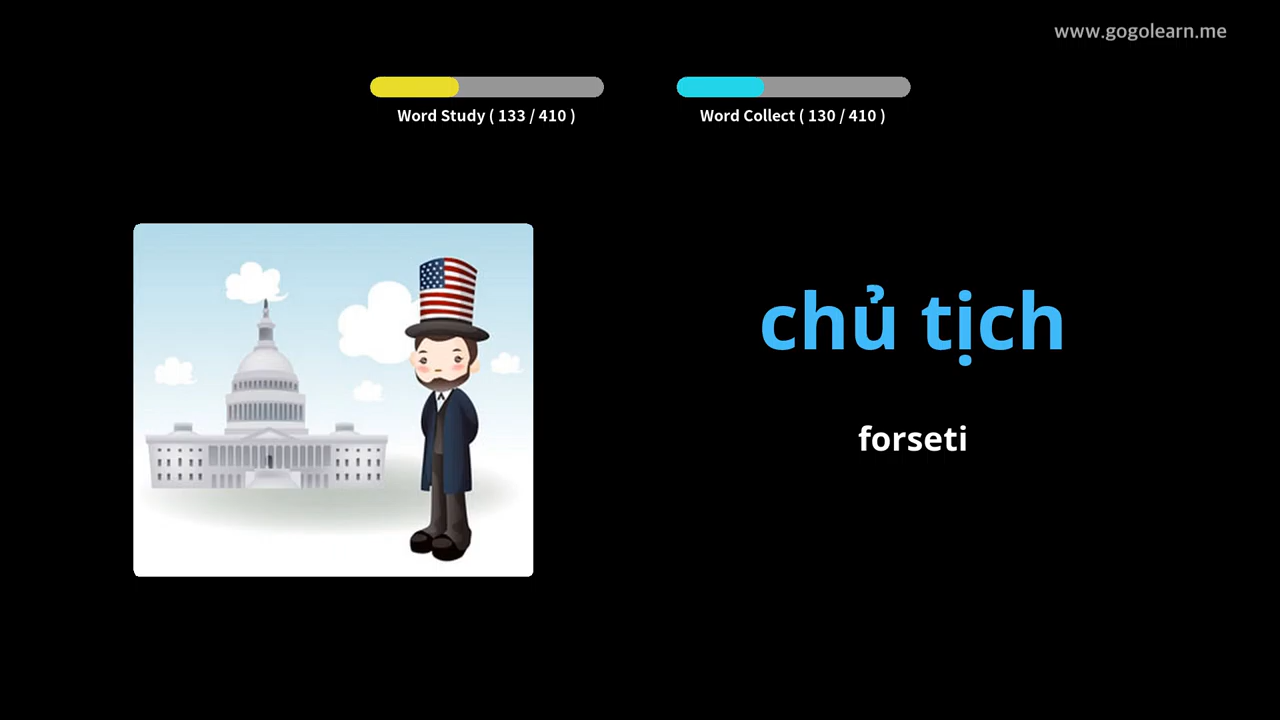 www.gogolearn.me
Word Study ( 133 / 410 )
Word Collect ( 130 / 410 )
chủ tịch
forseti